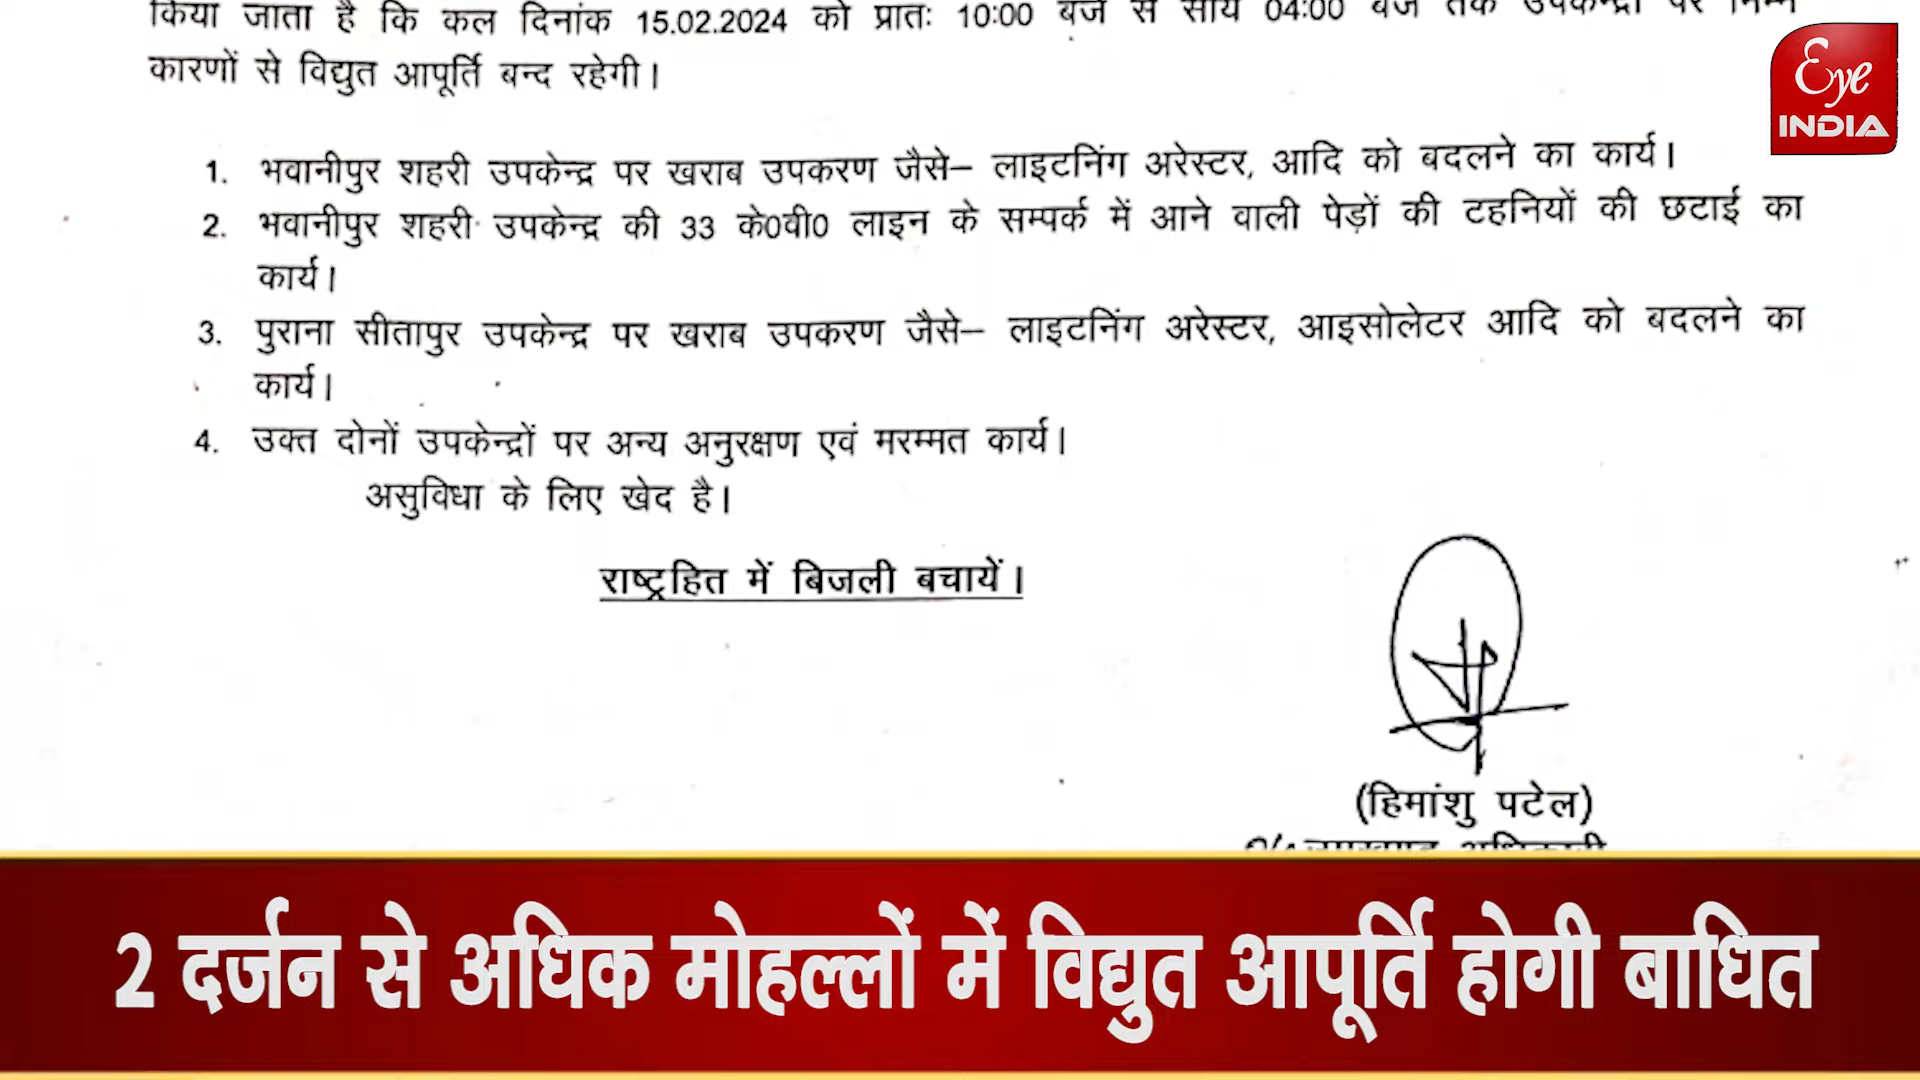 किया जाता है कि कल दिनांक 15.02.2024 को प्रातः 10:00 बजे से सायं 04:00 बजे तक उपकेन्द्रों पर निम्न
कारणों से विद्युत आपूर्ति बन्द रहेगी।
Eye
INDIA
1. भवानीपुर शहरी उपकेन्द्र पर खराब उपकरण जैसे– लाइटनिंग अरेस्टर, आदि को बदलने का कार्य।
2. भवानीपुर शहरी उपकेन्द्र की 33 के0वी0 लाइन के सम्पर्क में आने वाली पेड़ों की टहनियों की छटाई का
कार्य।
3. पुराना सीतापुर उपकेन्द्र पर खराब उपकरण जैसे– लाइटनिंग अरेस्टर, आइसोलेटर आदि को बदलने का
कार्य।
4. उक्त दोनों उपकेन्द्रों पर अन्य अनुरक्षण एवं मरम्मत कार्य।
असुविधा के लिए खेद है।
राष्ट्रहित में बिजली बचायें।
(हिमांशु पटेल)
उपखण्ड अधिकारी
2 दर्जन से अधिक मोहल्लों में विद्युत आपूर्ति होगी बाधित